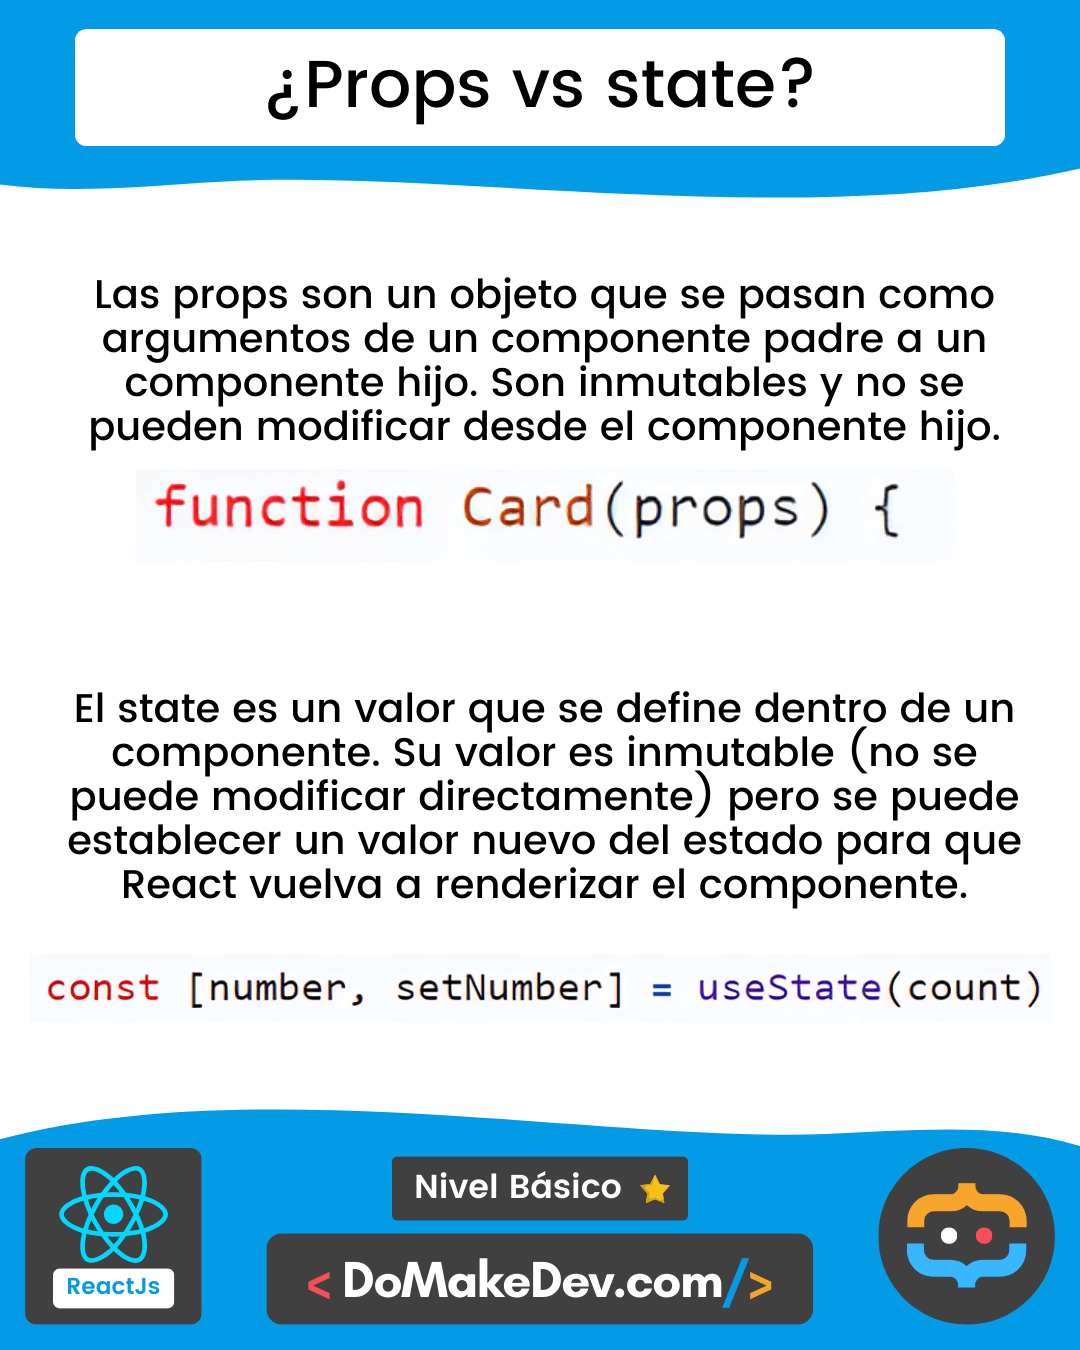 ¿Props vs state?
Las props son un objeto que se pasan como
argumentos de un componente padre a un
componente hijo. Son inmutables y no se
pueden modificar desde el componente hijo.
function Card(props) {
El state es un valor que se define dentro de un
componente. Su valor es inmutable (no se
puede modificar directamente) pero se puede
establecer un valor nuevo del estado para que
React vuelva a renderizar el componente.
const [number, setNumber] = useState(count)
Nivel Básico
ReactJs
< DoMakeDev.com/>